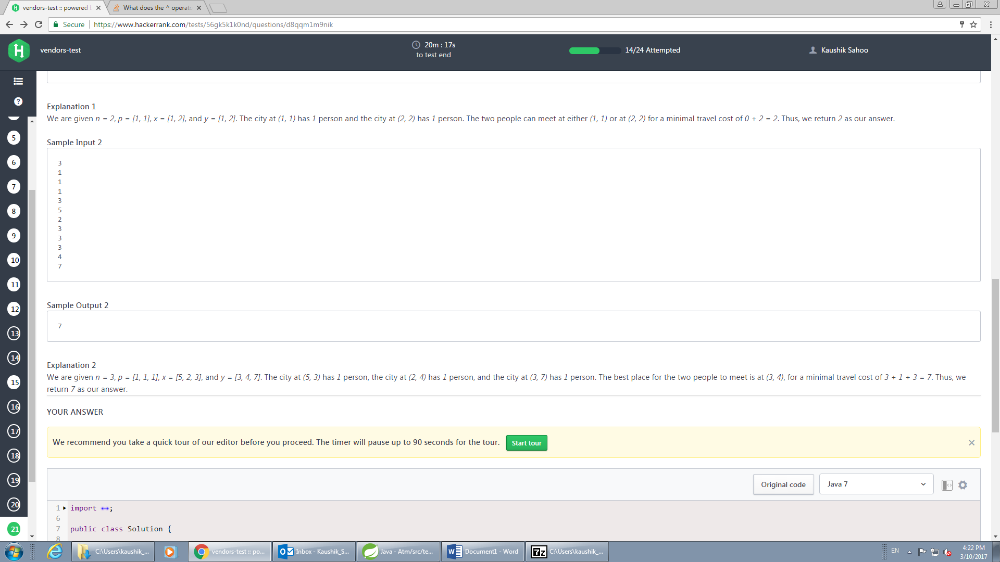 vendors-test :: powered
What does the ^ operat
Secure
https://www.hackerrank.com/tests/56gk5k1k0nd/questions/d8qqm1m9nik
H
vendors-test
20m : 17s
to test end
14/24 Attempted
Kaushik Sahoo
?
5
6
7
8
9
10
11
12
13
14
15
16
17
18
19
20
21
Explanation 1
We are given n = 2, p = [1, 1], x = [1, 2], and y = [1, 2]. The city at (1, 1) has 1 person and the city at (2, 2) has 1 person. The two people can meet at either (1, 1) or at (2, 2) for a minimal travel cost of 0 + 2 = 2. Thus, we return 2 as our answer.
Sample Input 2
3
1
1
1
3
5
2
3
3
3
4
7
Sample Output 2
7
Explanation 2
We are given n = 3, p = [1, 1, 1], x = [5, 2, 3], and y = [3, 4, 7]. The city at (5, 3) has 1 person, the city at (2, 4) has 1 person, and the city at (3, 7) has 1 person. The best place for the two people to meet is at (3, 4), for a minimal travel cost of 3 + 1 + 3 = 7. Thus, we
return 7 as our answer.
YOUR ANSWER
We recommend you take a quick tour of our editor before you proceed. The timer will pause up to 90 seconds for the tour.
Start tour
Original code
Java 7
1 import ↔;
6
7 public class Solution {
8
C:\Users\kaushik_...
vendors-test :: po...
Inbox - Kaushik_S...
Java - Atm/src/te...
Document1 - Word
7z
C:\Users\kaushik_...
EN
4:22 PM
3/10/2017